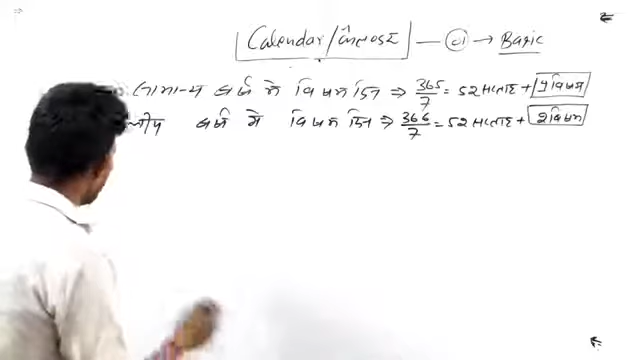 Calendar/कैलेण्डर — 01 → Basic
सामान्य वर्ष में विषम दिन ⇒ 365/7 = 52 सप्ताह + 1 विषम
लीप वर्ष में विषम दिन ⇒ 366/7 = 52 सप्ताह + 2 विषम